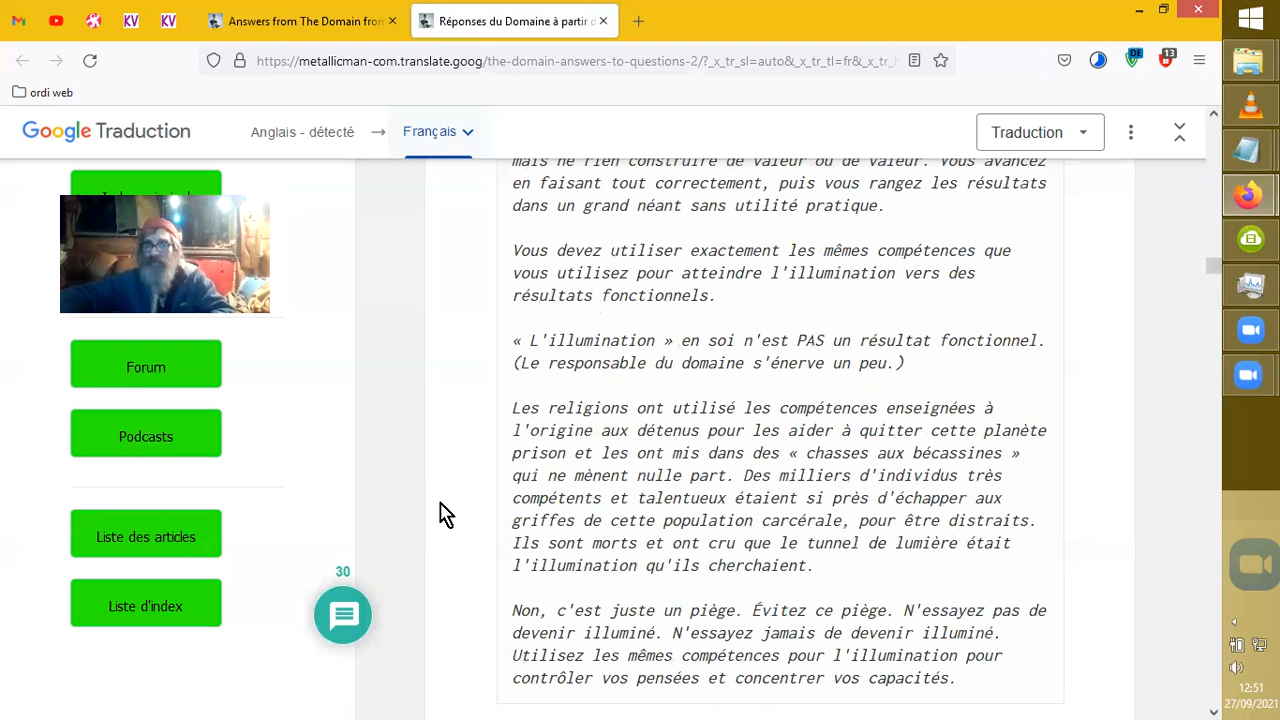 KV
KV
Answers from The Domain from
Réponses du Domaine à partir d
https://metallicman-com.translate.goog/the-domain-answers-to-questions-2/?_x_tr_sl=auto&_x_tr_tl=fr&_x_tr_h
DE
13
ordi web
Google Traduction
Anglais - détecté
Français
Traduction
mais ne rien construire de valeur ou de valeur. Vous avancez
en faisant tout correctement, puis vous rangez les résultats
dans un grand néant sans utilité pratique.
Vous devez utiliser exactement les mêmes compétences que
vous utilisez pour atteindre l'illumination vers des
résultats fonctionnels.
« L'illumination » en soi n'est PAS un résultat fonctionnel.
(Le responsable du domaine s'énerve un peu.)
Les religions ont utilisé les compétences enseignées à
l'origine aux détenus pour les aider à quitter cette planète
prison et les ont mis dans des « chasses aux bécassines »
qui ne mènent nulle part. Des milliers d'individus très
compétents et talentueux étaient si près d'échapper aux
griffes de cette population carcérale, pour être distraits.
Ils sont morts et ont cru que le tunnel de lumière était
l'illumination qu'ils cherchaient.
Non, c'est juste un piège. Évitez ce piège. N'essayez pas de
devenir illuminé. N'essayez jamais de devenir illuminé.
Utilisez les mêmes compétences pour l'illumination pour
contrôler vos pensées et concentrer vos capacités.
Forum
Podcasts
Liste des articles
Liste d'index
30
12:51
27/09/2021